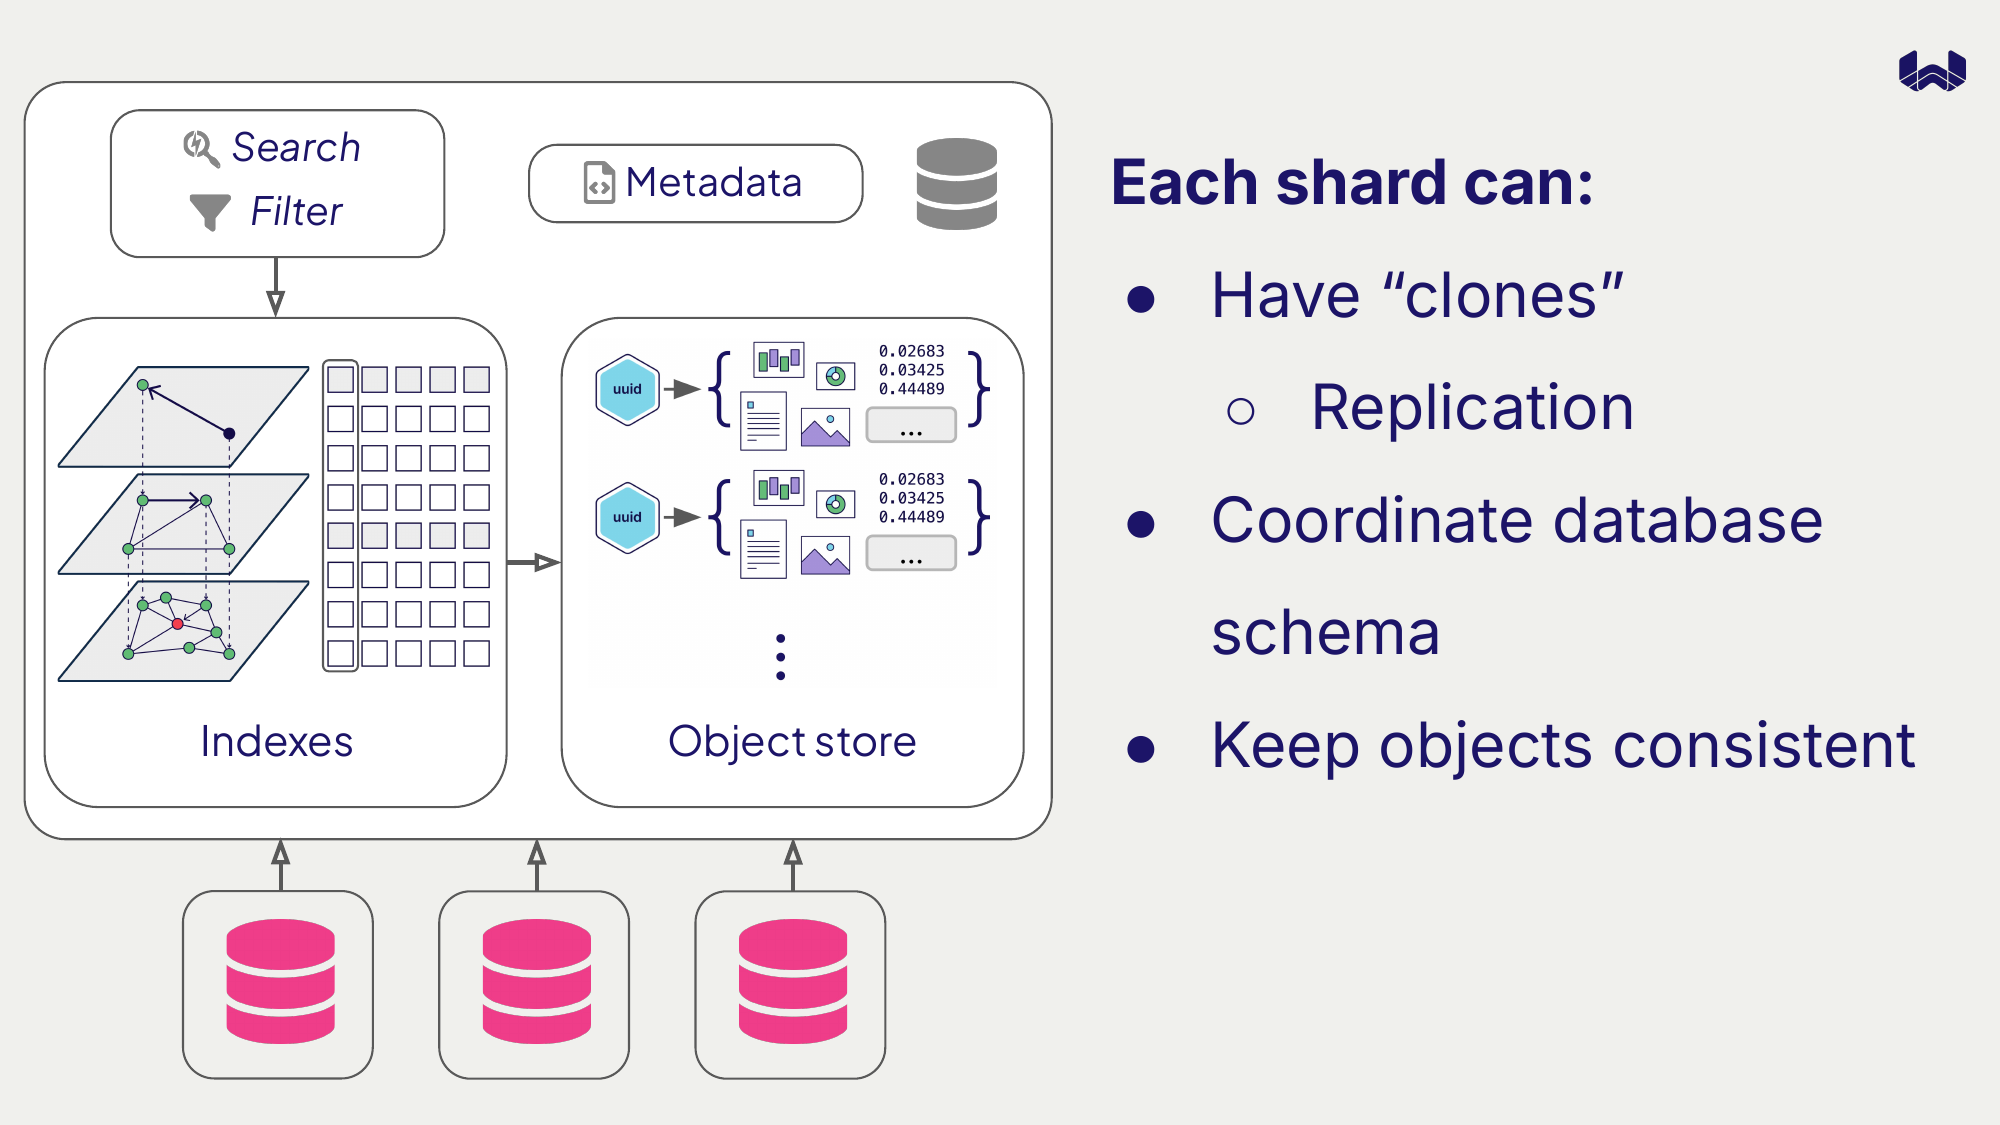 Search
Filter
Metadata
uuid
0.02683
0.03425
0.44489
...
uuid
0.02683
0.03425
0.44489
...
Indexes
Object store
Each shard can:
● Have “clones”
○ Replication
● Coordinate database
schema
● Keep objects consistent